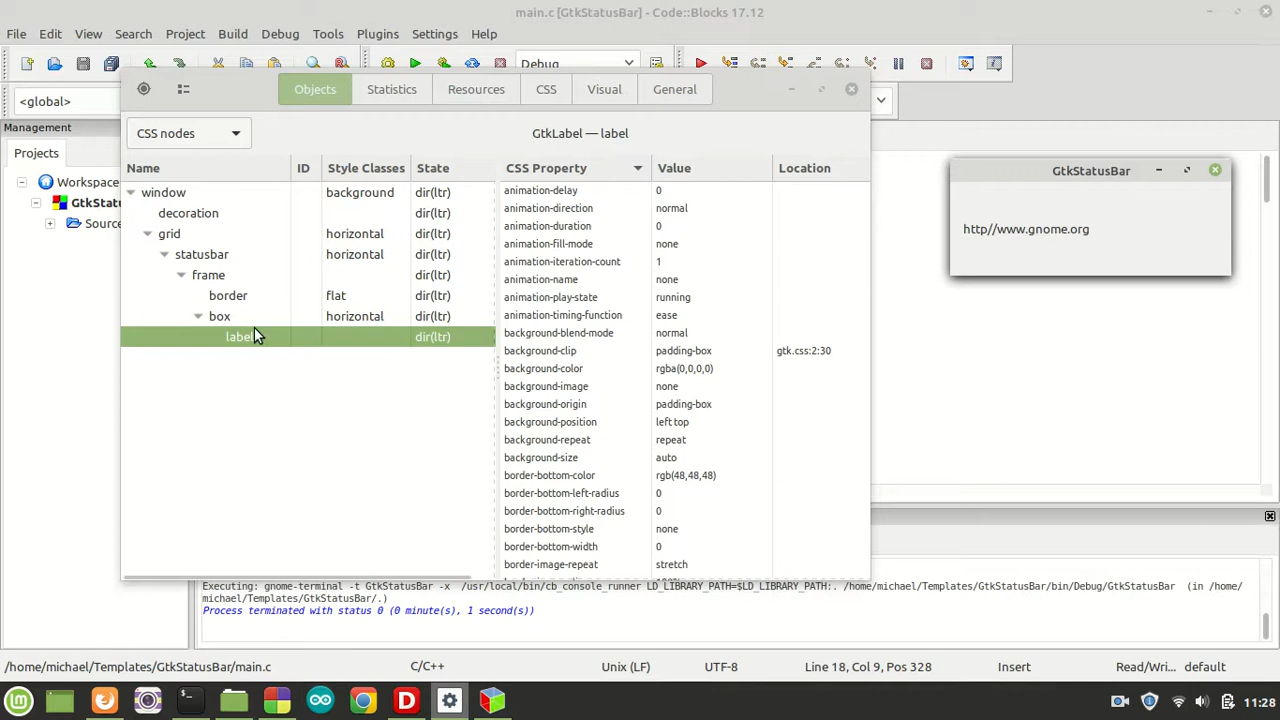 main.c [GtkStatusBar] - Code::Blocks 17.12
File Edit View Search Project Build Debug Tools Plugins Settings Help
Debug
<global>
Objects Statistics Resources CSS Visual General
Management
Projects
Workspace
GtkStatu
Source
CSS nodes
GtkLabel — label
Name ID Style Classes State
window background dir(ltr)
decoration dir(ltr)
grid horizontal dir(ltr)
statusbar horizontal dir(ltr)
frame dir(ltr)
border flat dir(ltr)
box horizontal dir(ltr)
label dir(ltr)
CSS Property Value Location
animation-delay 0
animation-direction normal
animation-duration 0
animation-fill-mode none
animation-iteration-count 1
animation-name none
animation-play-state running
animation-timing-function ease
background-blend-mode normal
background-clip padding-box gtk.css:2:30
background-color rgba(0,0,0,0)
background-image none
background-origin padding-box
background-position left top
background-repeat repeat
background-size auto
border-bottom-color rgb(48,48,48)
border-bottom-left-radius 0
border-bottom-right-radius 0
border-bottom-style none
border-bottom-width 0
border-image-repeat stretch
GtkStatusBar
http//www.gnome.org
Executing: gnome-terminal -t GtkStatusBar -x /usr/local/bin/cb_console_runner LD_LIBRARY_PATH=$LD_LIBRARY_PATH:. /home/michael/Templates/GtkStatusBar/bin/Debug/GtkStatusBar (in /home/
michael/Templates/GtkStatusBar/.)
Process terminated with status 0 (0 minute(s), 1 second(s))
/home/michael/Templates/GtkStatusBar/main.c C/C++ Unix (LF) UTF-8 Line 18, Col 9, Pos 328 Insert Read/Wri... default
11:28